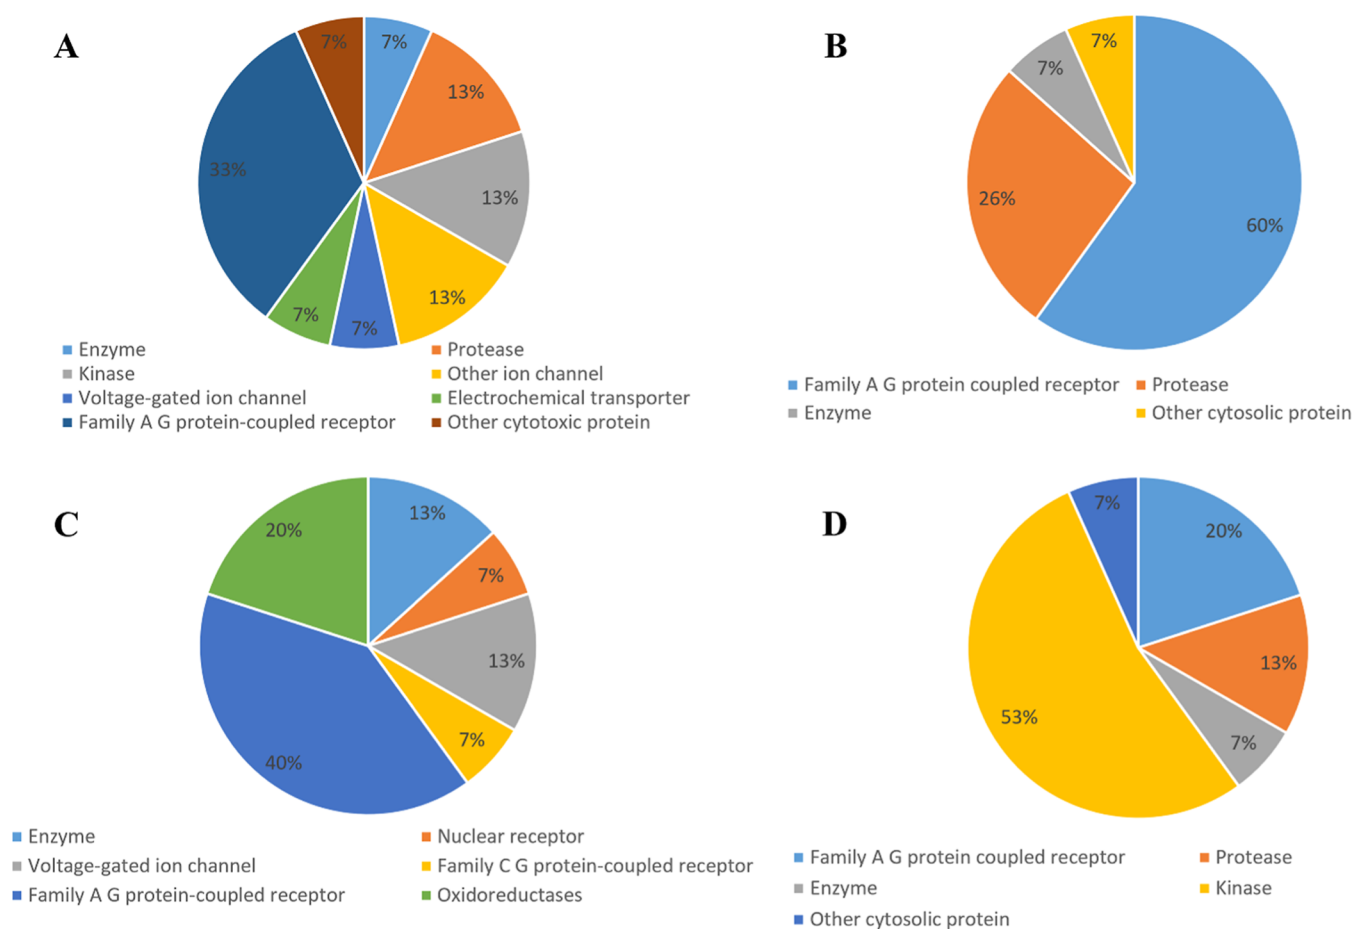 A
7%
7%
13%
33%
13%
13%
7%
7%
Enzyme
Protease
Kinase
Other ion channel
Voltage-gated ion channel
Electrochemical transporter
Family A G protein-coupled receptor
Other cytotoxic protein
B
7%
7%
26%
60%
Family A G protein coupled receptor
Protease
Enzyme
Other cytosolic protein
C
20%
13%
7%
13%
7%
40%
Enzyme
Nuclear receptor
Voltage-gated ion channel
Family C G protein-coupled receptor
Family A G protein-coupled receptor
Oxidoreductases
D
7%
20%
13%
53%
7%
Family A G protein coupled receptor
Protease
Enzyme
Kinase
Other cytosolic protein